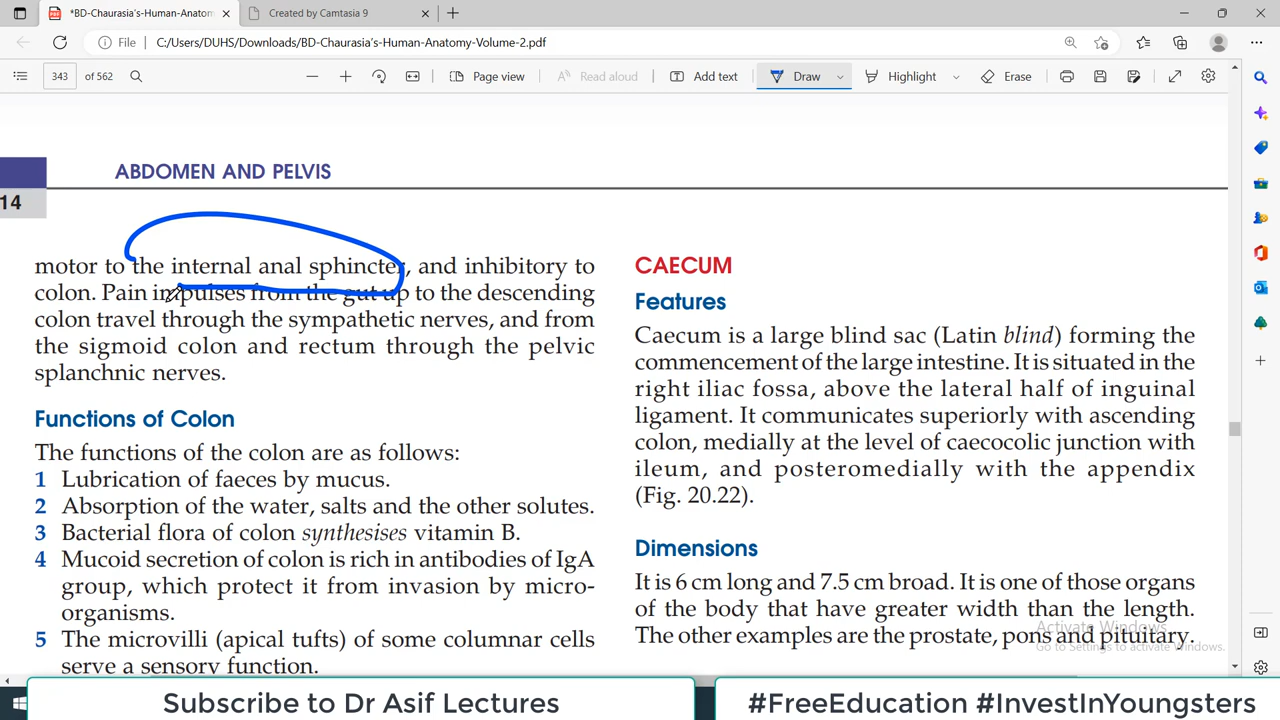 *BD-Chaurasia's-Human-Anatom
Created by Camtasia 9
File
C:/Users/DUHS/Downloads/BD-Chaurasia's-Human-Anatomy-Volume-2.pdf
343 of 562
Page view
Read aloud
Add text
Draw
Highlight
Erase
ABDOMEN AND PELVIS
14
motor to the internal anal sphincter, and inhibitory to
colon. Pain impulses from the gut up to the descending
colon travel through the sympathetic nerves, and from
the sigmoid colon and rectum through the pelvic
splanchnic nerves.
Functions of Colon
The functions of the colon are as follows:
1 Lubrication of faeces by mucus.
2 Absorption of the water, salts and the other solutes.
3 Bacterial flora of colon synthesises vitamin B.
4 Mucoid secretion of colon is rich in antibodies of IgA
group, which protect it from invasion by micro-
organisms.
5 The microvilli (apical tufts) of some columnar cells
serve a sensory function.
CAECUM
Features
Caecum is a large blind sac (Latin blind) forming the
commencement of the large intestine. It is situated in the
right iliac fossa, above the lateral half of inguinal
ligament. It communicates superiorly with ascending
colon, medially at the level of caecocolic junction with
ileum, and posteromedially with the appendix
(Fig. 20.22).
Dimensions
It is 6 cm long and 7.5 cm broad. It is one of those organs
of the body that have greater width than the length.
The other examples are the prostate, pons and pituitary.
Activate Windows
Go to Settings to activate Windows.
Subscribe to Dr Asif Lectures
#FreeEducation #InvestInYoungsters